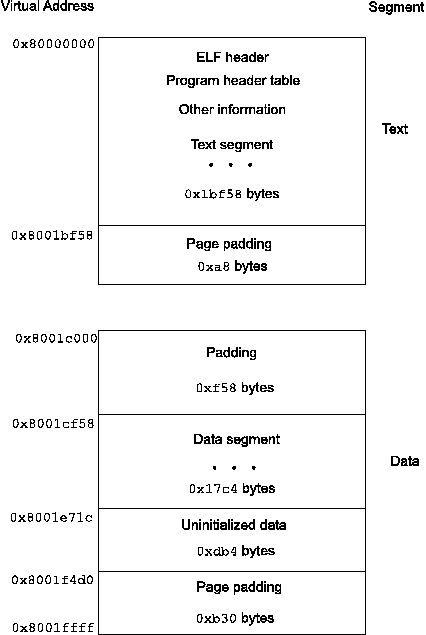 Virtual Address Segment
0x80000000
ELF header
Program header table
Other information
Text segment
Text
. . .
0x1bf58 bytes
0x8001bf58
Page padding
0xa8 bytes
0x8001c000
Padding
0xf58 bytes
0x8001cf58
Data segment
Data
. . .
0x17c4 bytes
0x8001e71c
Uninitialized data
0xdb4 bytes
0x8001f4d0
Page padding
0xb30 bytes
0x8001ffff